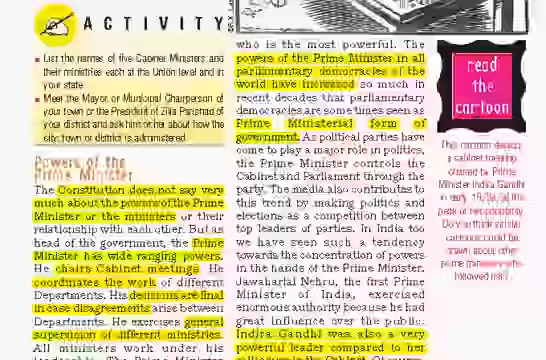 ACTIVITY
List the names of five Cabinet Ministers and
their ministries each at the Union level and in
your state.
Meet the Mayor or Municipal Chairperson of
your town or the President of Zilla Parishad of
your district and ask him or her about how the
city, town or district is administered.
Powers of the
Prime Minister
The Constitution does not say very
much about the powers of the Prime
Minister or the ministers or their
relationship with each other. But as
head of the government, the Prime
Minister has wide ranging powers.
He chairs Cabinet meetings. He
coordinates the work of different
Departments. His decisions are final
in case disagreements arise between
Departments. He exercises general
supervision of different ministries.
All ministers work under his
who is the most powerful. The
powers of the Prime Minister in all
parliamentary democracies of the
world have increased so much in
recent decades that parliamentary
democracies are some times seen as
Prime Ministerial form of
government. As political parties have
come to play a major role in politics,
the Prime Minister controls the
Cabinet and Parliament through the
party. The media also contributes to
this trend by making politics and
elections as a competition between
top leaders of parties. In India too
we have seen such a tendency
towards the concentration of powers
in the hands of the Prime Minister.
Jawaharlal Nehru, the first Prime
Minister of India, exercised
enormous authority because he had
great influence over the public.
Indira Gandhi was also a very
powerful leader compared to her
read
the
cartoon
This cartoon depicts
a cabinet meeting
chaired by Prime
Minister Indira Gandhi
in early 1970s, at the
peak of her popularity.
Do you think similar
cartoons could be
drawn about other
prime ministers who
followed her?